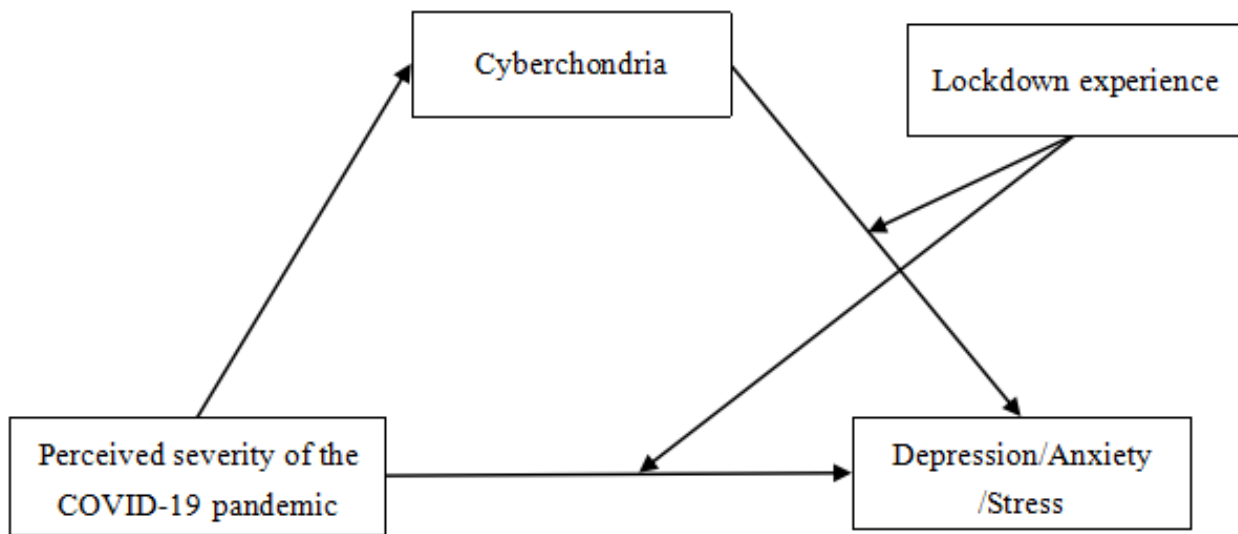 Cyberchondria
Lockdown experience
Perceived severity of the
COVID-19 pandemic
Depression/Anxiety
/Stress